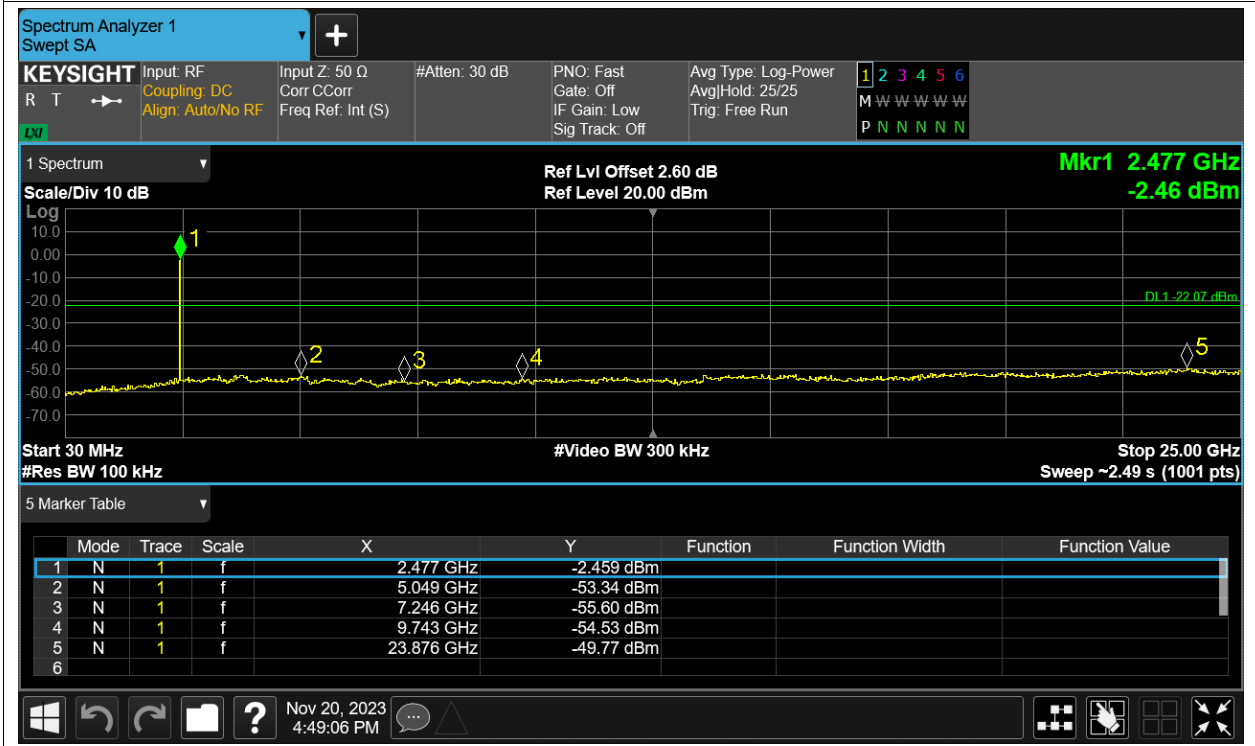 Spectrum Analyzer 1
Swept SA
+
KEYSIGHT Input: RF Input Z: 50 Ω #Atten: 30 dB PNO: Fast Avg Type: Log-Power 1 2 3 4 5 6
R T Coupling: DC Corr CCorr Gate: Off Avg|Hold: 25/25 M W W W W W
Align: Auto/No RF Freq Ref: Int (S) IF Gain: Low Trig: Free Run
LXI Sig Track: Off P N N N N N
1 Spectrum Ref Lvl Offset 2.60 dB Mkr1 2.477 GHz
Scale/Div 10 dB Ref Level 20.00 dBm -2.46 dBm
Log
10.0 1
0.00
-10.0
-20.0 DL1 -22.07 dBm
-30.0
-40.0 2 3 4 5
-50.0
-60.0
-70.0
Start 30 MHz #Video BW 300 kHz Stop 25.00 GHz
#Res BW 100 kHz Sweep ~2.49 s (1001 pts)
5 Marker Table
Mode Trace Scale X Y Function Function Width Function Value
1 N 1 f 2.477 GHz -2.459 dBm
2 N 1 f 5.049 GHz -53.34 dBm
3 N 1 f 7.246 GHz -55.60 dBm
4 N 1 f 9.743 GHz -54.53 dBm
5 N 1 f 23.876 GHz -49.77 dBm
6
? Nov 20, 2023
4:49:06 PM